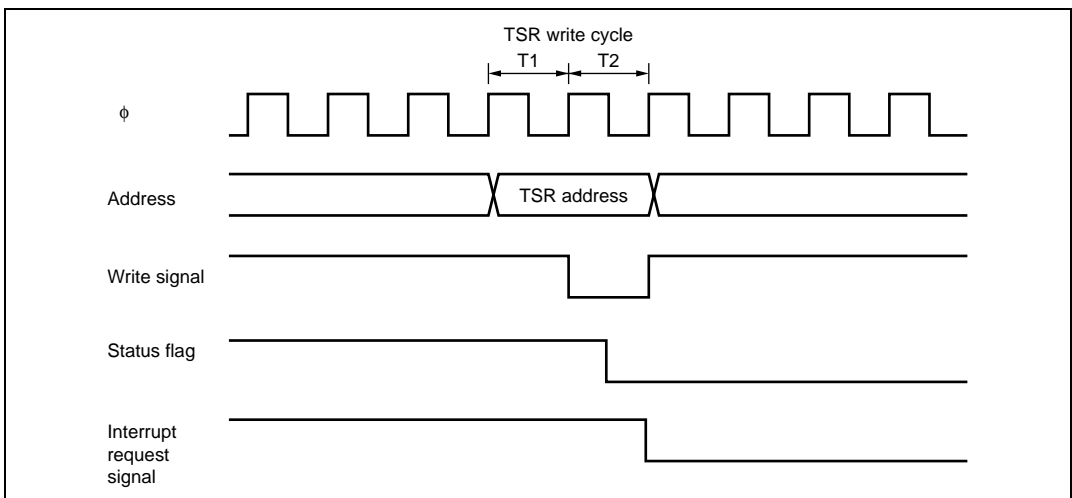 TSR write cycle
T1 T2
ϕ
Address
TSR address
Write signal
Status flag
Interrupt
request
signal